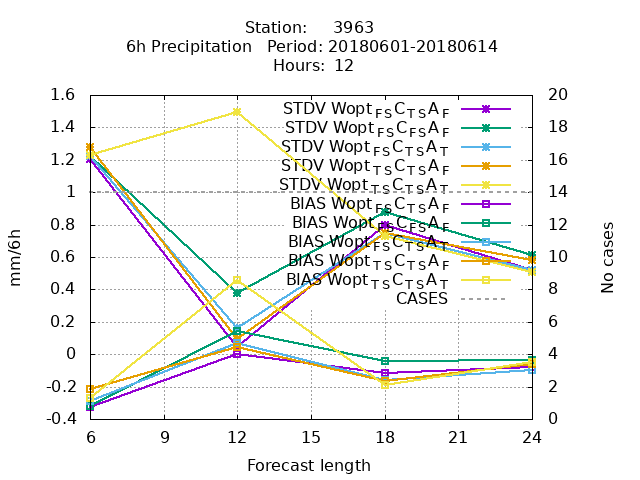 Station: 3963
6h Precipitation Period: 20180601-20180614
Hours: 12
1.6 20
STDV Wopt_FS C_TS A_F
1.4 18
STDV Wopt_FS C_FS A_F
STDV Wopt_FS C_TS A_T
1.2 16
STDV Wopt_TS C_TS A_F
STDV Wopt_TS C_TS A_T
1 14
BIAS Wopt_FS C_TS A_F
0.8 12
BIAS Wopt_FS C_FS A_F
BIAS Wopt_FS C_TS A_T
0.6 10
BIAS Wopt_TS C_TS A_F
BIAS Wopt_TS C_TS A_T
0.4 8
CASES
0.2 6
0 4
-0.2 2
-0.4 0
mm/6h
No cases
6 9 12 15 18 21 24
Forecast length